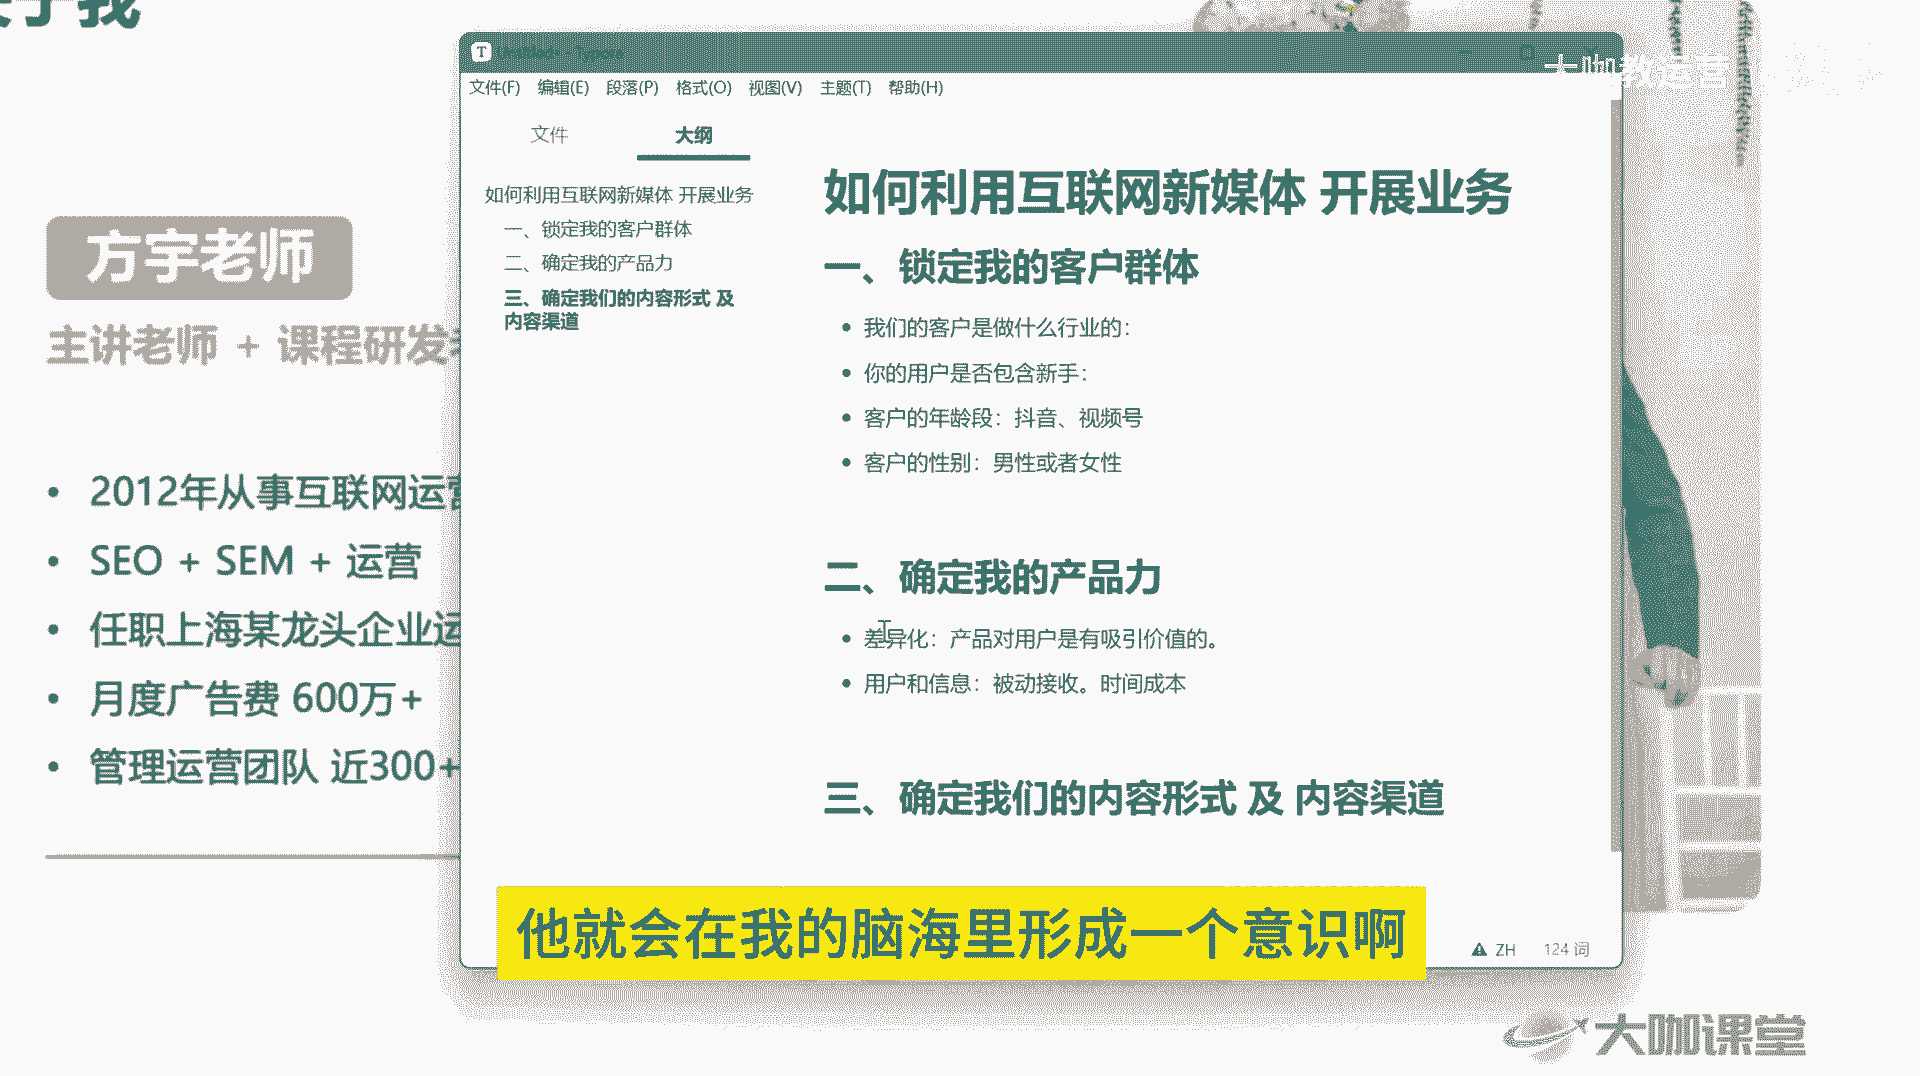 方宇老师
主讲老师 + 课程研发
2012年从事互联网运营
SEO + SEM + 运营
任职上海某龙头企业运
月度广告费 600万+
管理运营团队 近300+
文件(F) 编辑(E) 段落(P) 格式(O) 视图(V) 主题(T) 帮助(H)
文件 大纲
如何利用互联网新媒体 开展业务
一、锁定我的客户群体
二、确定我的产品力
三、确定我们的内容形式 及
内容渠道
如何利用互联网新媒体 开展业务
一、锁定我的客户群体
我们的客户是做什么行业的：
你的用户是否包含新手：
客户的年龄段：抖音、视频号
客户的性别：男性或者女性
二、确定我的产品力
差异化：产品对用户是有吸引价值的。
用户和信息：被动接收。时间成本
三、确定我们的内容形式 及 内容渠道
ZH 124 词
他就会在我的脑海里形成一个意识啊
教运营
大咖课堂